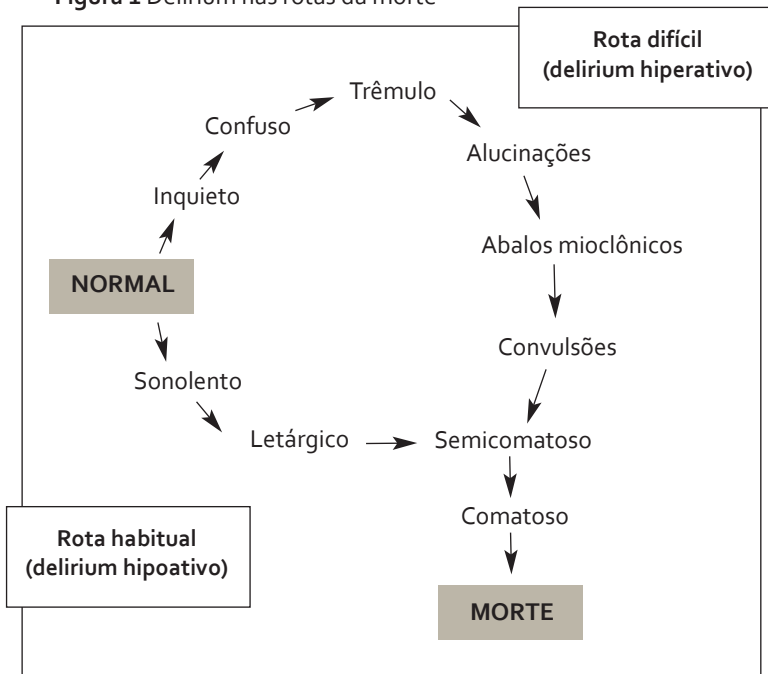 Figura 1 Delirium nas rotas da morte
Rota difícil
(delirium hiperativo)
Trêmulo
Confuso
Alucinações
Inquieto
Abalos mioclônicos
NORMAL
Convulsões
Sonolento
Letárgico
Semicomatoso
Comatoso
Rota habitual
(delirium hipoativo)
MORTE